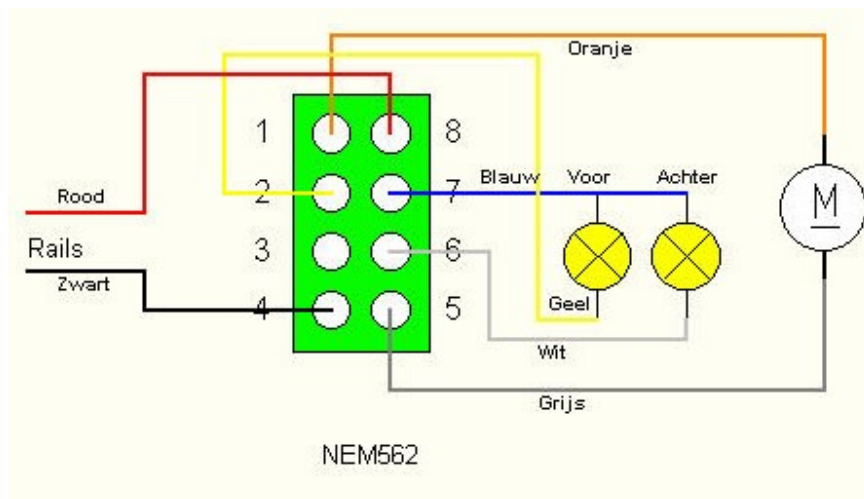 Oranje
1 8
Rood
2 7 Blauw Voor Achter
M
Rails
3 6
Zwart
Geel
4 5
Wit
Grijs
NEM562